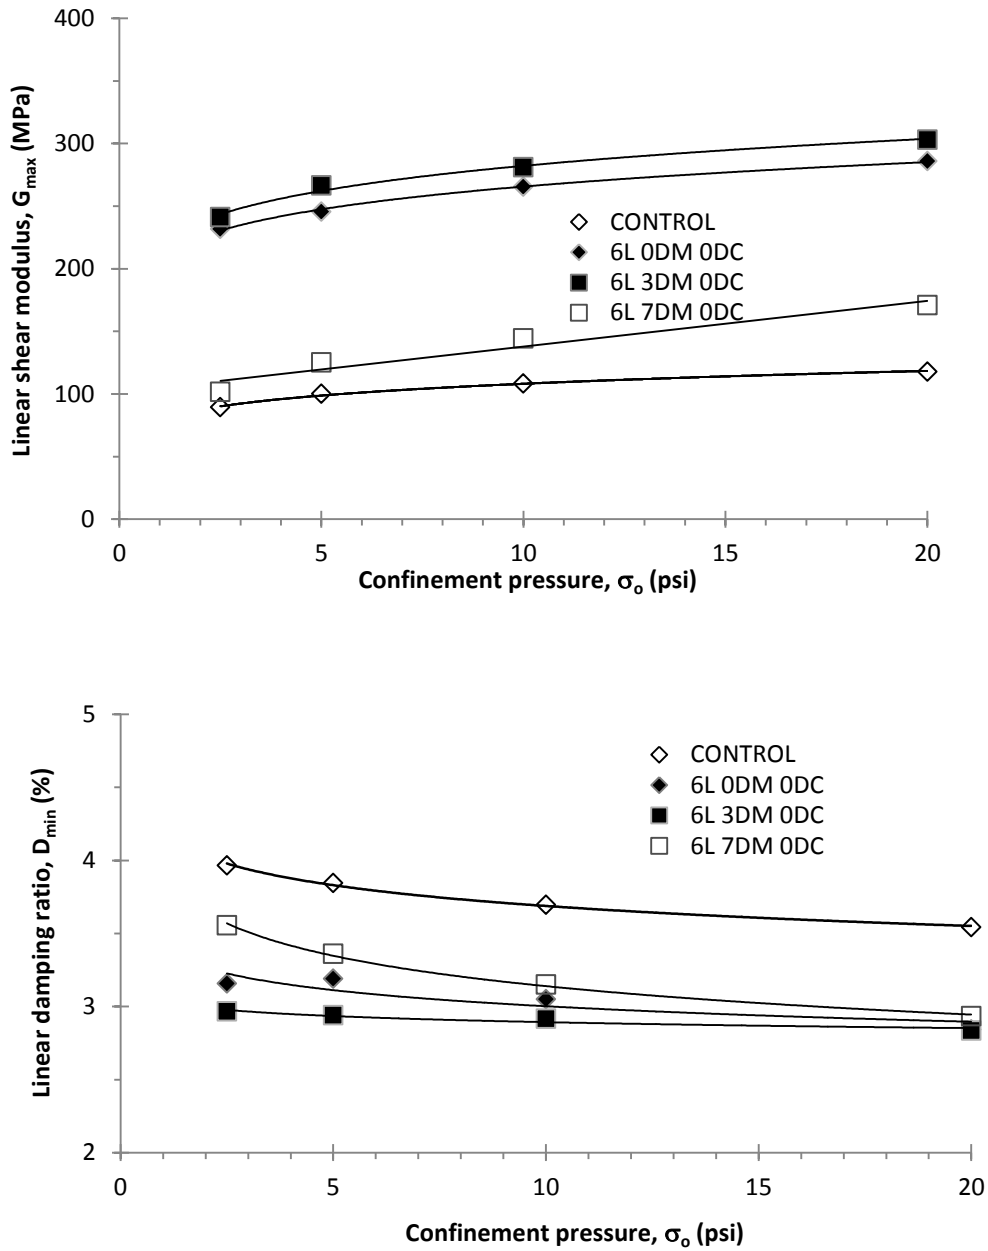 400
300
200
100
0
Linear shear modulus, Gmax (MPa)
CONTROL
6L 0DM 0DC
6L 3DM 0DC
6L 7DM 0DC
0 5 10 15 20
Confinement pressure, σo (psi)
5
4
3
2
Linear damping ratio, Dmin (%)
CONTROL
6L 0DM 0DC
6L 3DM 0DC
6L 7DM 0DC
0 5 10 15 20
Confinement pressure, σo (psi)